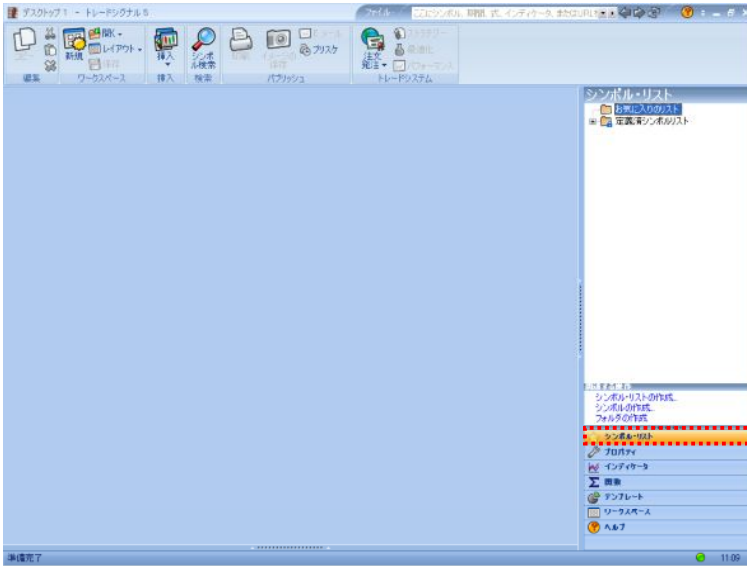 デスクトップ 1 - トレードシグナル 5
ファイル ここにシンボル、期間、式、インディケータ、またはURL
コピー
新規
開く
レイアウト
保存
挿入
シンボル検索
印刷
イメージの保存
Eメール
プリスケ
注文発注
ストラテジー
最適化
パフォーマンス
編集 ワークスペース 挿入 検索 パブリッシュ トレードシステム
シンボル・リスト
お気に入りのリスト
定義済シンボルリスト
シンボル・リストの作成...
シンボルの作成...
フォルダの作成
シンボル・リスト
プロパティ
インディケータ
関数
テンプレート
ワークスペース
ヘルプ
準備完了 11:09